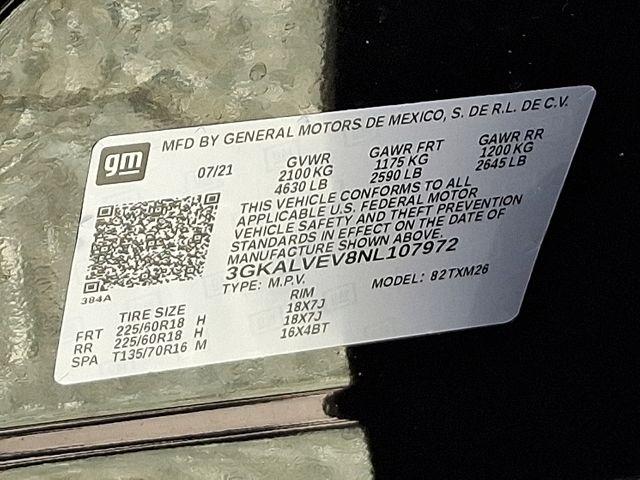 MFD BY GENERAL MOTORS DE MEXICO, S. DE R.L. DE C.V.
gm
07/21
GVWR GAWR FRT GAWR RR
2100 KG 1175 KG 1200 KG
4630 LB 2590 LB 2645 LB
THIS VEHICLE CONFORMS TO ALL
APPLICABLE U.S. FEDERAL MOTOR
VEHICLE SAFETY AND THEFT PREVENTION
STANDARDS IN EFFECT ON THE DATE OF
MANUFACTURE SHOWN ABOVE.
3GKALVEV8NL107972
TYPE: M.P.V. MODEL: 82TXM26
384A
TIRE SIZE RIM
FRT 225/60R18 H 18X7J
RR 225/60R18 H 18X7J
SPA T135/70R16 M 16X4BT